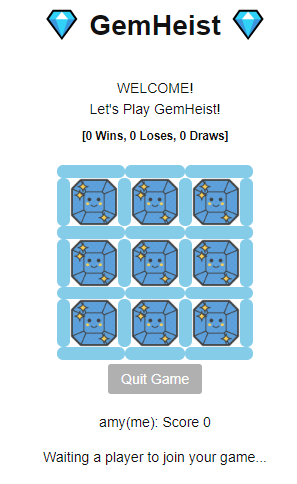 GemHeist
WELCOME!
Let's Play GemHeist!
[0 Wins, 0 Loses, 0 Draws]
Quit Game
amy(me): Score 0
Waiting a player to join your game...